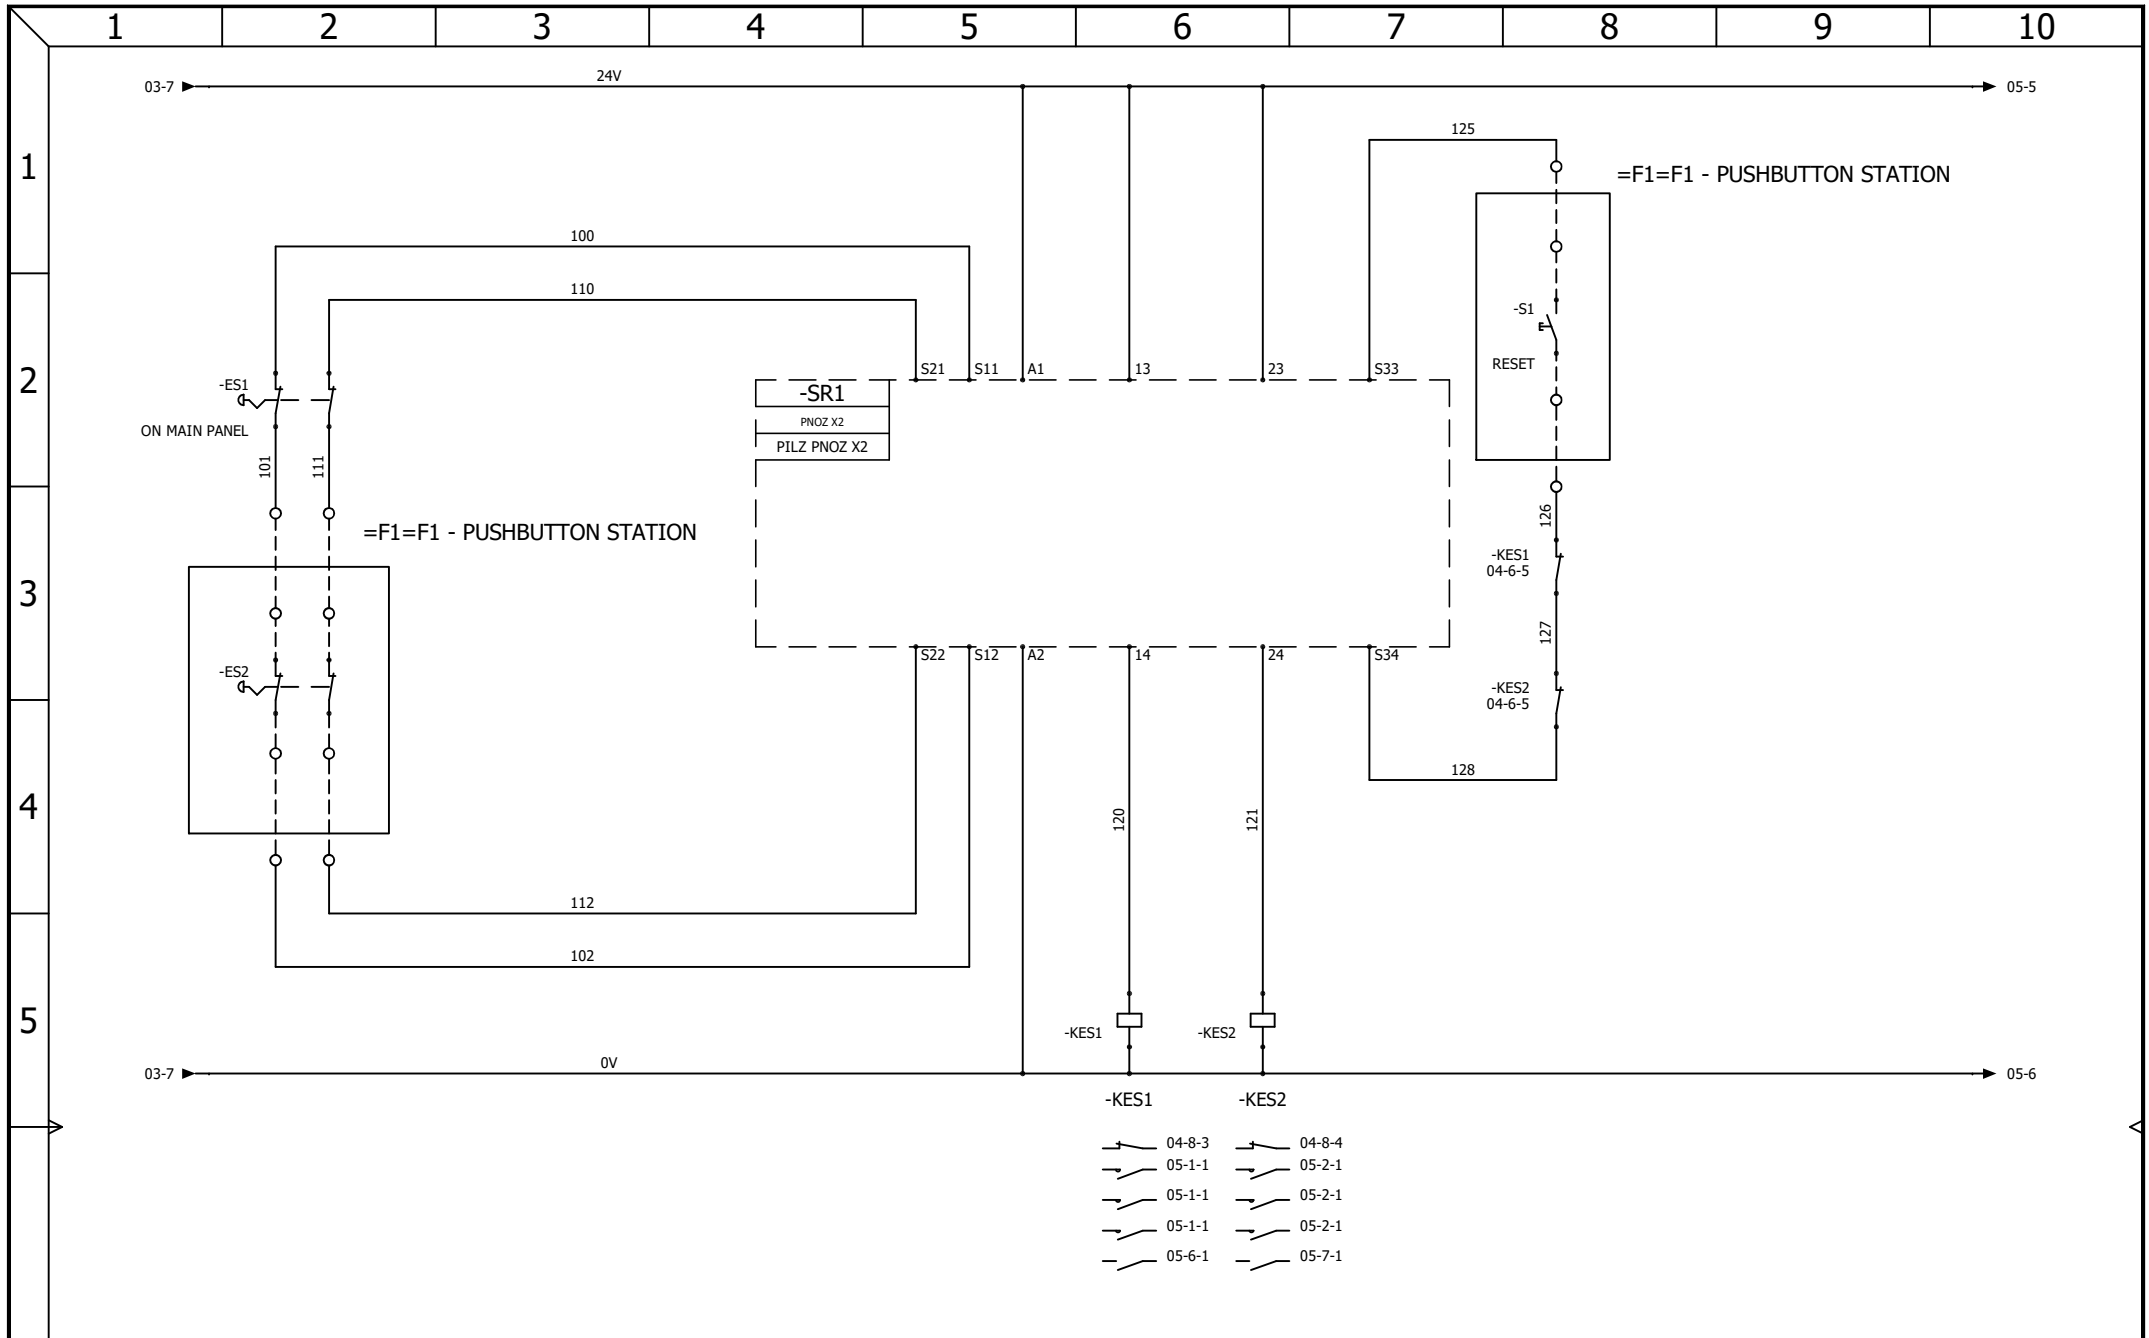 1 2 3 4 5 6 7 8 9 10
24V
03-7 05-5
125
1
=F1=F1 - PUSHBUTTON STATION
100
110
-S1
RESET
2
S21 S11 A1 13 23 S33
-ES1
-SR1
PNOZ X2
PILZ PNOZ X2
ON MAIN PANEL
101 111
126
=F1=F1 - PUSHBUTTON STATION
-KES1
04-6-5
3
127
S22 S12 A2 14 24 S34
-ES2
-KES2
04-6-5
128
4
120 121
112
102
5
-KES1 -KES2
0V
03-7 05-6
-KES1 -KES2
04-8-3 04-8-4
05-1-1 05-2-1
05-1-1 05-2-1
05-1-1 05-2-1
05-6-1 05-7-1